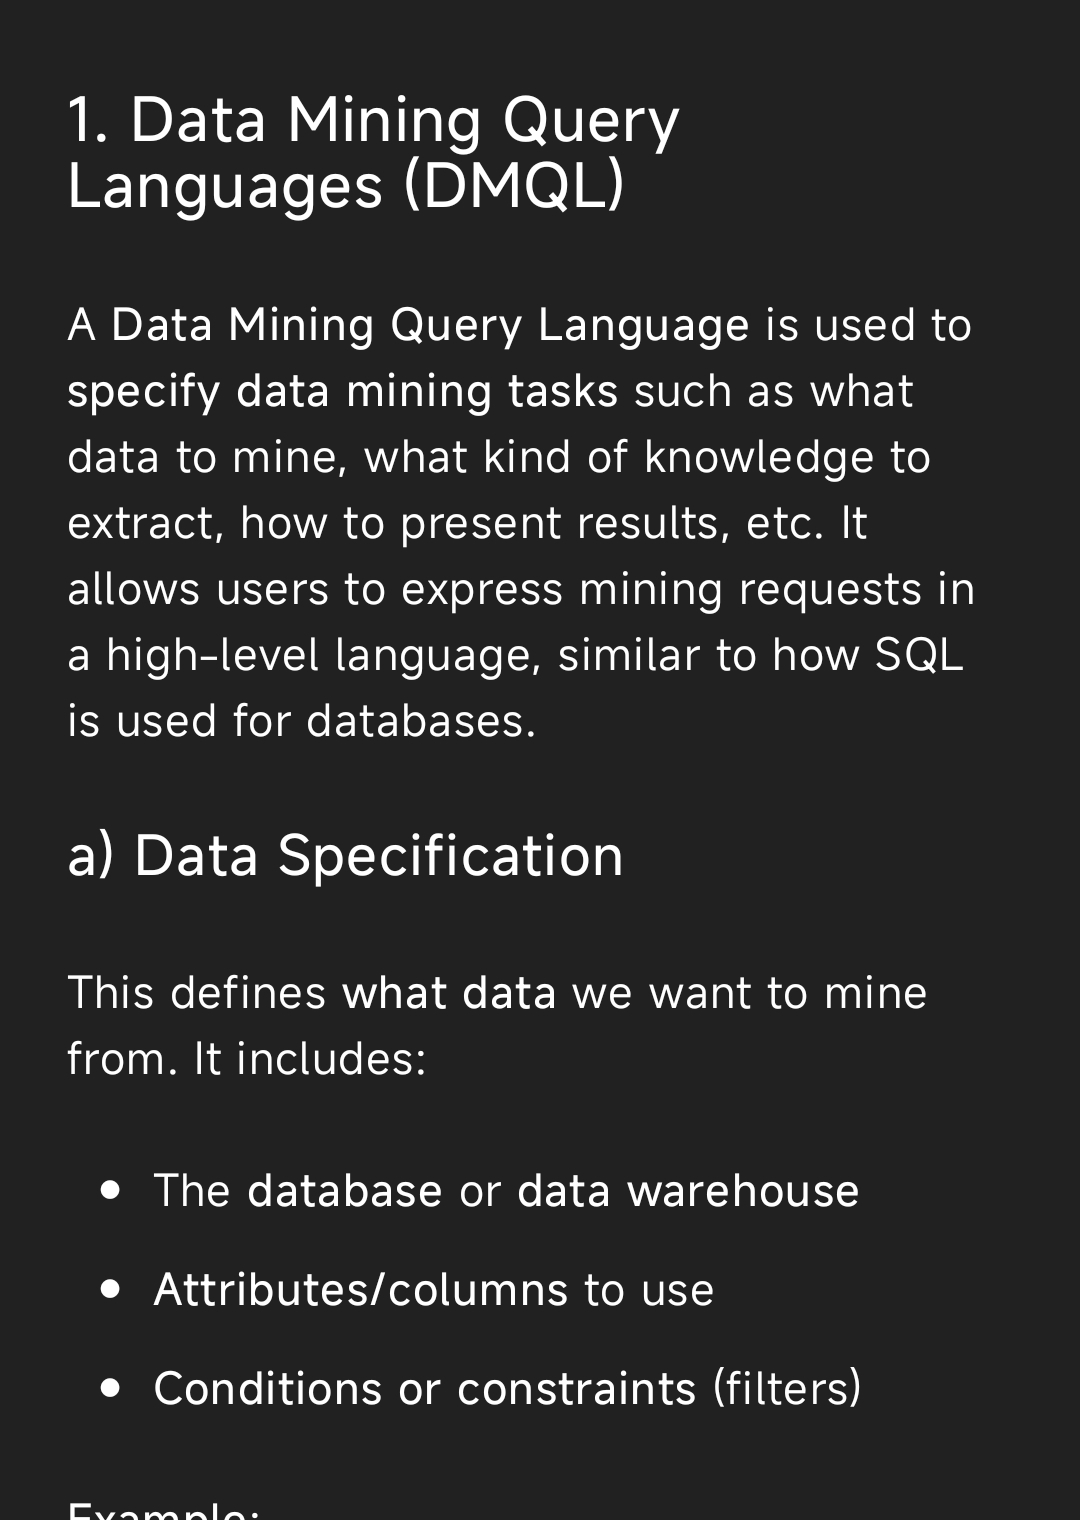 1. Data Mining Query
Languages (DMQL)
A Data Mining Query Language is used to
specify data mining tasks such as what
data to mine, what kind of knowledge to
extract, how to present results, etc. It
allows users to express mining requests in
a high-level language, similar to how SQL
is used for databases.
a) Data Specification
This defines what data we want to mine
from. It includes:
• The database or data warehouse
• Attributes/columns to use
• Conditions or constraints (filters)
Example: